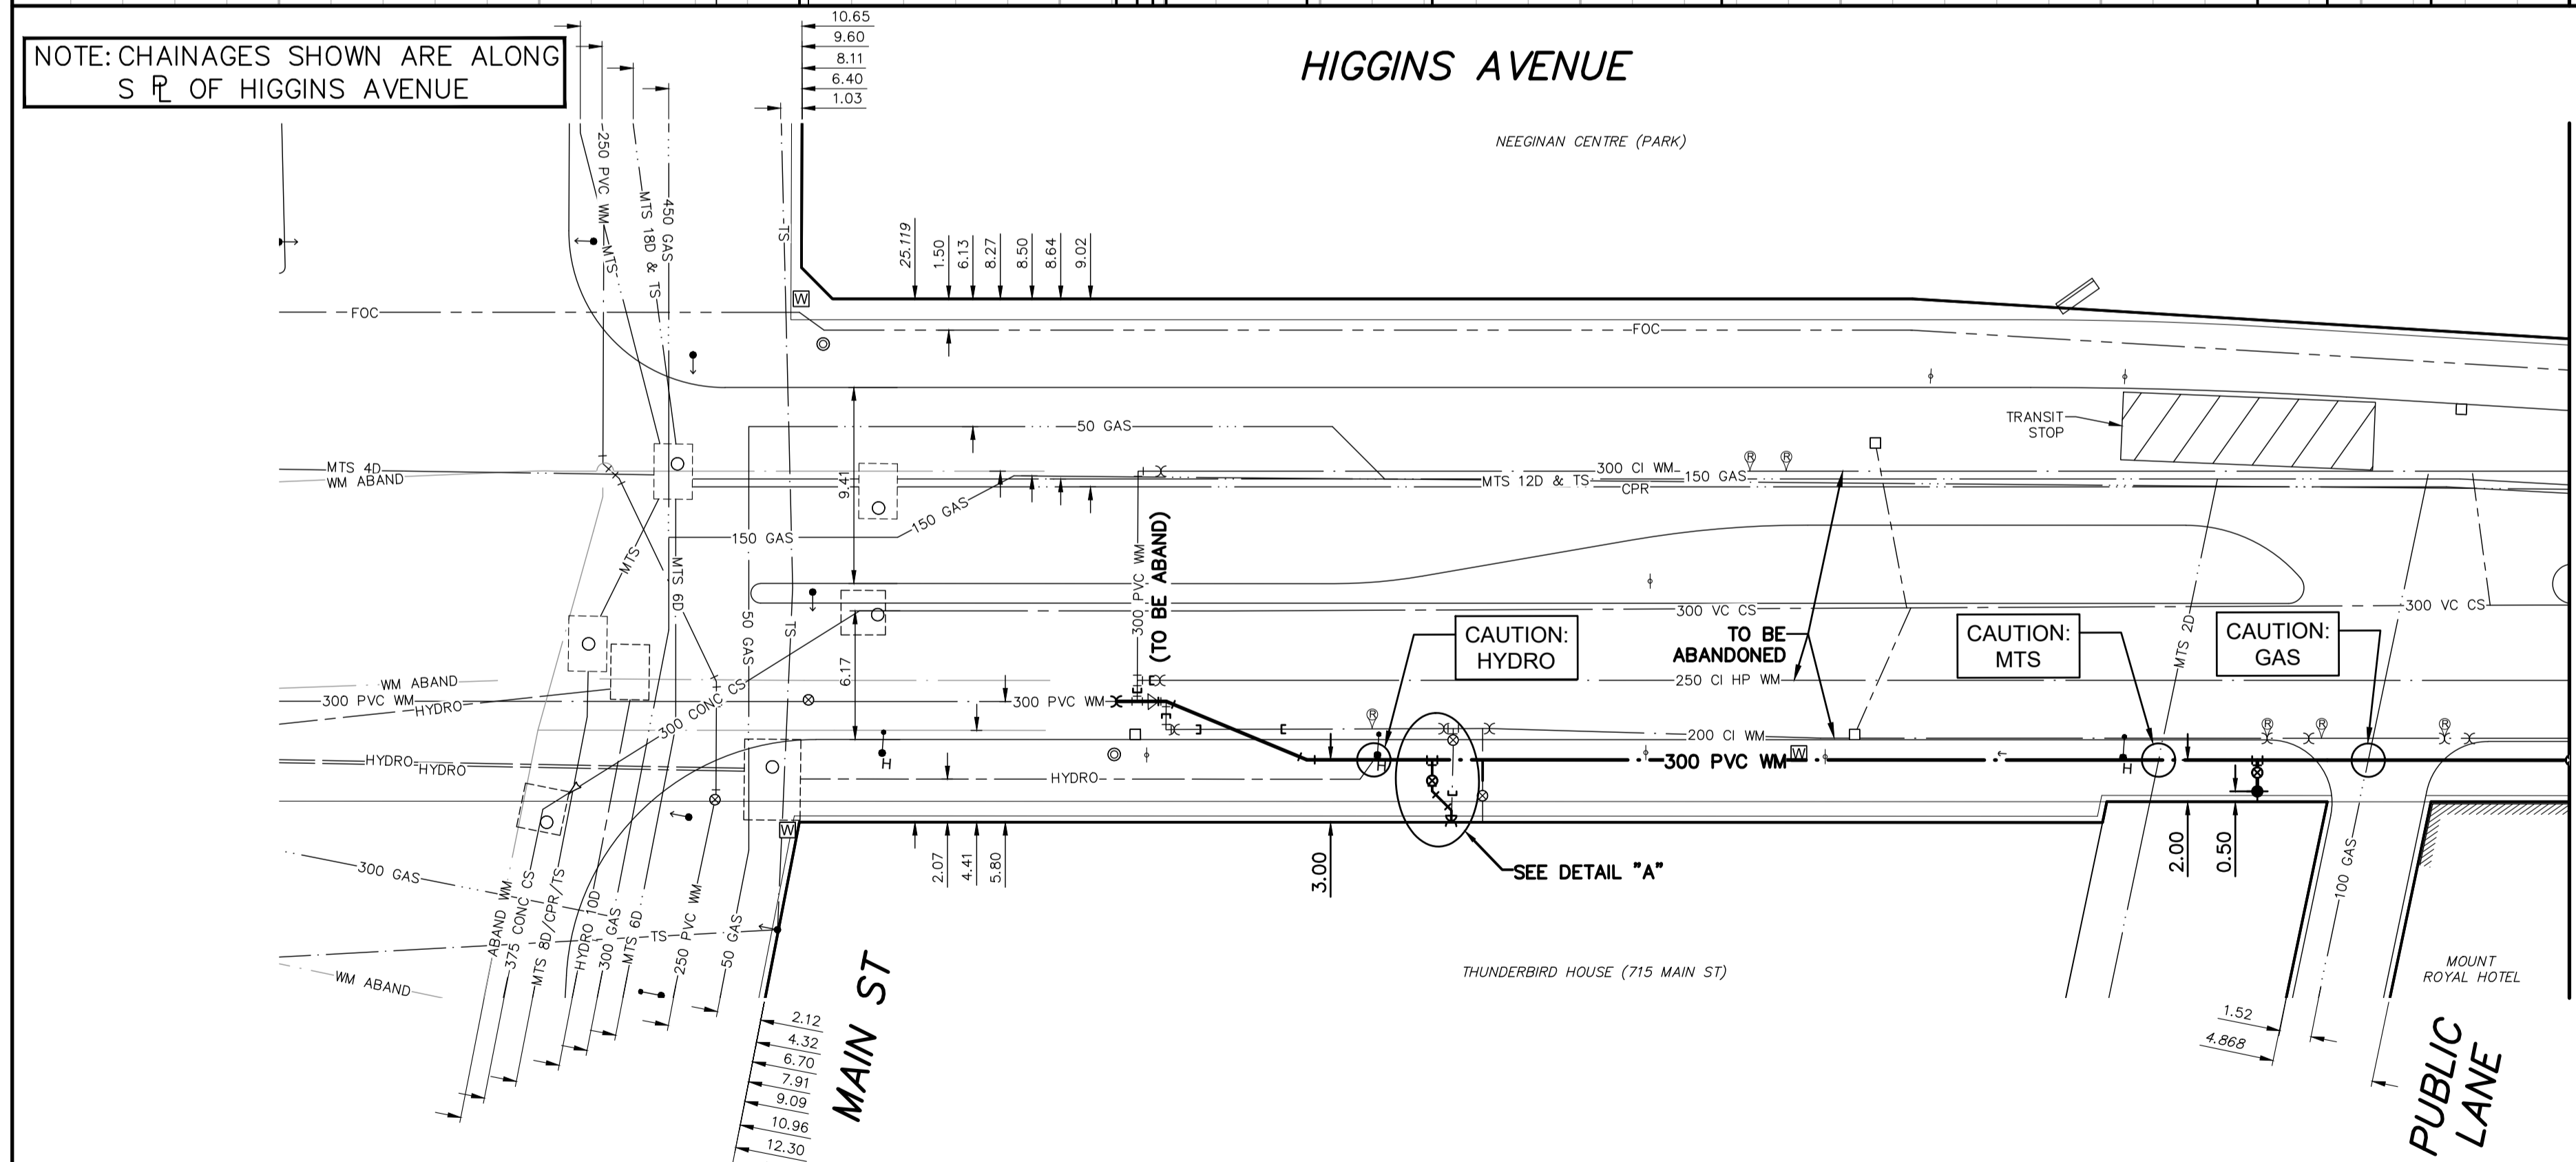 NOTE: CHAINAGES SHOWN ARE ALONG
S ℄ OF HIGGINS AVENUE
10.65
9.60
8.11
6.40
1.03
HIGGINS AVENUE
NEEGINAN CENTRE (PARK)
250 PVC WM
MTS
MTS 18D & TS
450 GAS
TS
25.119
1.50
6.13
8.27
8.50
8.64
9.02
W
FOC
FOC
50 GAS
TRANSIT
STOP
MTS 4D
WM ABAND
9.41
300 CI WM
MTS 12D & TS
150 GAS
CPR
R
R
150 GAS
150 GAS
MTS
MTS 6D
50 GAS
TS
300 PVC WM
(TO BE ABAND)
300 VC CS
300 VC CS
CAUTION:
HYDRO
TO BE
ABANDONED
CAUTION:
MTS
MTS 2D
CAUTION:
GAS
6.17
WM ABAND
300 PVC WM
HYDRO
300 CONC CS
300 PVC WM
250 CI HP WM
R
200 CI WM
R
R
R
HYDRO
HYDRO
H
HYDRO
H
300 PVC WM
W
H
W
2.07
4.41
5.80
3.00
SEE DETAIL "A"
2.00
0.50
300 GAS
ABAND WM
375 CONC CS
MTS 8D/CPR/TS
HYDRO 10D
300 GAS
MTS 6D
TS
250 PVC WM
50 GAS
100 GAS
WM ABAND
MAIN ST
THUNDERBIRD HOUSE (715 MAIN ST)
MOUNT
ROYAL HOTEL
2.12
4.32
6.70
7.91
9.09
10.96
12.30
1.52
4.868
PUBLIC
LANE